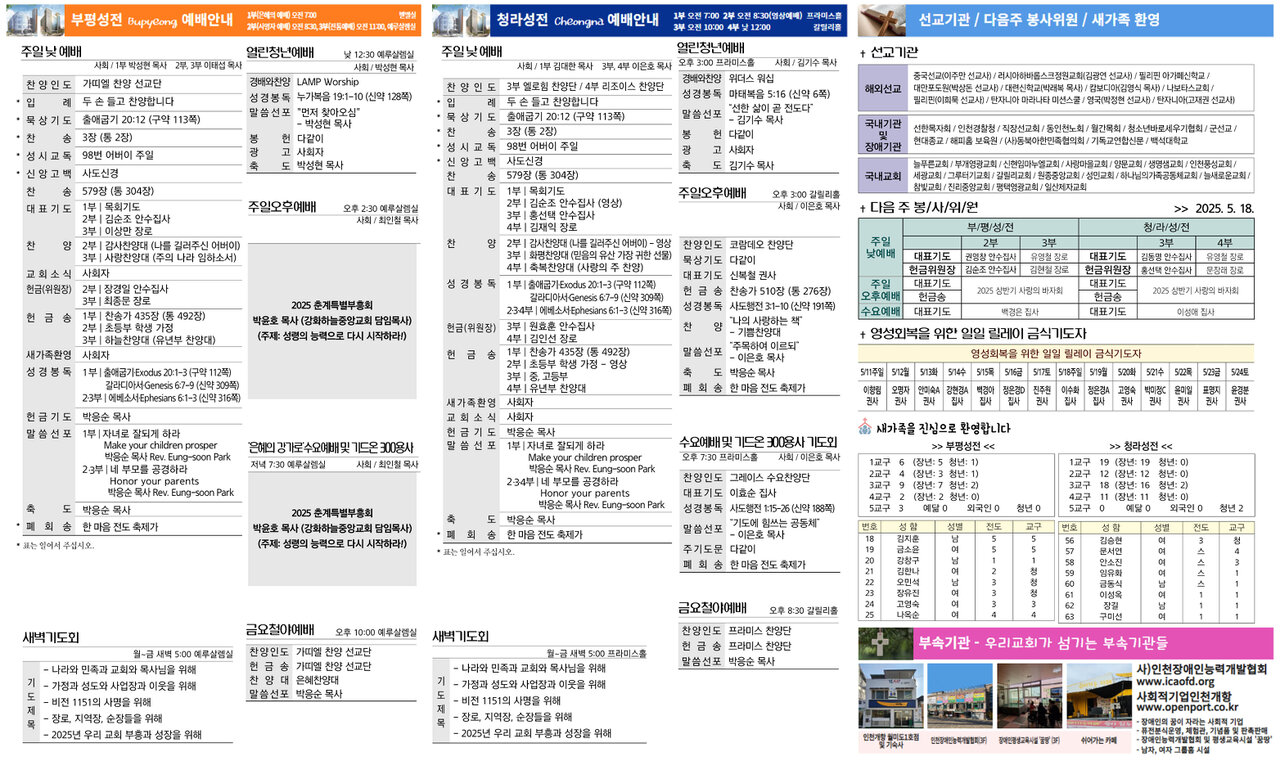 부평성전 Bupyeong 예배안내
1부(은혜의 예배) 오전 7:00 벧엘실
2부(사명자 예배) 오전 8:30, 3부(전통예배) 오전 11:00, 예루살렘실
주일 낮 예배
사회 / 1부 박성현 목사 2부, 3부 이태섭 목사
찬양인도 가띠엘 찬양 선교단
* 입례 두 손 들고 찬양합니다
* 묵상기도 출애굽기 20:12 (구약 113쪽)
* 찬송 3장 (통 2장)
* 성시교독 98번 어버이 주일
* 신앙고백 사도신경
찬송 579장 (통 304장)
대표기도 1부 | 목회기도
2부 | 김순조 안수집사
3부 | 이상만 장로
찬양 2부 | 감사찬양대 (나를 길러주신 어버이)
3부 | 사랑찬양대 (주의 나라 임하소서)
교회소식 사회자
헌금(위원장) 2부 | 장경일 안수집사
3부 | 최종문 장로
헌금송 1부 | 찬송가 435장 (통 492장)
2부 | 초등부 학생 가정
3부 | 하늘찬양대 (유년부 찬양대)
새가족환영 사회자
성경봉독 1부 | 출애굽기Exodus 20:1-3 (구약 112쪽)
갈라디아서Genesis 6:7-9 (신약 309쪽)
2·3부 | 에베소서Ephesians 6:1-3 (신약 316쪽)
헌금기도 박응순 목사
말씀선포 1부 | 자녀로 잘되게 하라
Make your children prosper
박응순 목사 Rev. Eung-soon Park
2·3부 | 네 부모를 공경하라
Honor your parents
박응순 목사 Rev. Eung-soon Park
축도 박응순 목사
* 폐회송 한 마음 전도 축제가
* 표는 일어서 주십시오.
새벽기도회
월~금 새벽 5:00 예루살렘실
기도제목
- 나라와 민족과 교회와 목사님을 위해
- 가정과 성도와 사업장과 이웃을 위해
- 비전 1151의 사명을 위해
- 장로, 지역장, 순장들을 위해
- 2025년 우리 교회 부흥과 성장을 위해
열린청년예배 낮 12:30 예루살렘실
사회 / 박성현 목사
경배와찬양 LAMP Worship
성경봉독 누가복음 19:1-10 (신약 128쪽)
말씀선포 "먼저 찾아오심"
- 박성현 목사
봉헌 다같이
광고 사회자
축도 박성현 목사
주일오후예배 오후 2:30 예루살렘실
사회 / 최인철 목사
2025 춘계특별부흥회
박윤호 목사 (강화하늘중앙교회 담임목사)
(주제: 성령의 능력으로 다시 시작하라!)
은혜의 강가로' 수요예배 및 기드온 300용사
저녁 7:30 예루살렘실 사회 / 최인철 목사
2025 춘계특별부흥회
박윤호 목사 (강화하늘중앙교회 담임목사)
(주제: 성령의 능력으로 다시 시작하라!)
금요철야예배 오후 10:00 예루살렘실
찬양인도 가띠엘 찬양 선교단
헌금송 가띠엘 찬양 선교단
찬양대 은혜찬양대
말씀선포 박응순 목사
청라성전 Cheongna 예배안내
1부 오전 7:00 2부 오전 8:30(영상예배) 프라미스홀
3부 오전 10:00 4부 낮 12:00 갈릴리홀
주일 낮 예배
사회 / 1부 김대한 목사 3부, 4부 이은호 목사
찬양인도 3부 엘로힘 찬양단 / 4부 리조이스 찬양단
* 입례 두 손 들고 찬양합니다
* 묵상기도 출애굽기 20:12 (구약 113쪽)
* 찬송 3장 (통 2장)
* 성시교독 98번 어버이 주일
* 신앙고백 사도신경
찬송 579장 (통 304장)
대표기도 1부 | 목회기도
2부 | 김순조 안수집사 (영상)
3부 | 홍선택 안수집사
4부 | 김재익 장로
찬양 2부 | 감사찬양대 (나를 길러주신 어버이) - 영상
3부 | 화평찬양대 (믿음의 유산 가장 귀한 선물)
4부 | 축복찬양대 (사랑의 주 찬양)
성경봉독 1부 | 출애굽기Exodus 20:1-3 (구약 112쪽)
갈라디아서Genesis 6:7-9 (신약 309쪽)
2·3·4부 | 에베소서Ephesians 6:1-3 (신약 316쪽)
헌금(위원장) 3부 | 원효훈 안수집사
4부 | 김인선 장로
헌금송 1부 | 찬송가 435장 (통 492장)
2부 | 초등부 학생 가정 - 영상
3부 | 중, 고등부
4부 | 유년부 찬양대
새가족환영 사회자
교회소식 사회자
헌금기도 박응순 목사
말씀선포 1부 | 자녀로 잘되게 하라
Make your children prosper
박응순 목사 Rev. Eung-soon Park
2·3·4부 | 네 부모를 공경하라
Honor your parents
박응순 목사 Rev. Eung-soon Park
축도 박응순 목사
* 폐회송 한 마음 전도 축제가
* 표는 일어서 주십시오.
새벽기도회
월~금 새벽 5:00 프라미스홀
기도제목
- 나라와 민족과 교회와 목사님을 위해
- 가정과 성도와 사업장과 이웃을 위해
- 비전 1151의 사명을 위해
- 장로, 지역장, 순장들을 위해
- 2025년 우리 교회 부흥과 성장을 위해
열린청년예배
오후 3:00 프라미스홀 사회 / 김기수 목사
경배와찬양 위더스 워십
성경봉독 마태복음 5:16 (신약 6쪽)
말씀선포 "선한 삶이 곧 전도다"
- 김기수 목사
봉헌 다같이
광고 사회자
축도 김기수 목사
주일오후예배 오후 3:00 갈릴리홀
사회 / 이은호 목사
찬양인도 코람데오 찬양단
묵상기도 다같이
대표기도 신복철 권사
헌금송 찬송가 510장 (통 276장)
성경봉독 사도행전 3:1-10 (신약 191쪽)
찬양 "나의 사랑하는 책"
- 기쁨찬양대
말씀선포 "주목하여 이르되"
- 이은호 목사
축도 박응순 목사
폐회송 한 마음 전도 축제가
수요예배 및 기드온 300용사 기도회
오후 7:30 프라미스홀 사회 / 이은호 목사
찬양인도 그레이스 수요찬양단
대표기도 이효순 집사
성경봉독 사도행전 1:15-26 (신약 188쪽)
말씀선포 "기도에 힘쓰는 공동체"
- 이은호 목사
주기도문 다같이
폐회송 한 마음 전도 축제가
금요철야예배 오후 8:30 갈릴리홀
찬양인도 프라미스 찬양단
헌금송 프라미스 찬양단
말씀선포 박응순 목사
선교기관 / 다음주 봉사위원 / 새가족 환영
✝ 선교기관
해외선교
중국선교(이주만 선교사) / 러시아하바롭스크정원교회(김광연 선교사) / 필리핀 아가페신학교 /
대만포도원(박상돈 선교사) / 대련신학교(박래복 목사) / 캄보디아(김영식 목사) / 나보타스교회 /
필리핀(이희묵 선교사) / 탄자니아 마라나타 미션스쿨 / 영국(박정현 선교사) / 탄자니아(고재권 선교사)
국내기관 및 장애기관
선한목자회 / 인천경찰청 / 직장선교회 / 동인천노회 / 월간목회 / 청소년바로세우기협회 / 군선교 /
현대종교 / 해피홈 보육원 / (사)동북아한민족협의회 / 기독교연합신문 / 백석대학교
국내교회
늘푸른교회 / 부개영광교회 / 신현임마누엘교회 / 사랑마을교회 / 양문교회 / 생명샘교회 / 인천풍성교회 /
세광교회 / 그루터기교회 / 갈릴리교회 / 원종중앙교회 / 성민교회 / 하나님의가족공동체교회 / 늘새로운교회 /
참빛교회 / 진리중앙교회 / 평택영광교회 / 일산제자교회
✝ 다음 주 봉/사/위/원 >> 2025. 5. 18.
부/평/성/전 청/라/성/전
주일 낮예배 2부 3부 3부 4부
대표기도 권영창 안수집사 유영철 장로 대표기도 김동명 안수집사 유영철 장로
헌금위원장 김순조 안수집사 김현철 장로 헌금위원장 홍선택 안수집사 문장래 장로
주일 오후예배 대표기도 헌금송 2025 상반기 사랑의 바자회 대표기도 헌금송 2025 상반기 사랑의 바자회
수요예배 대표기도 백경은 집사 대표기도 이성애 집사
✝ 영성회복을 위한 일일 릴레이 금식기도자
영성회복을 위한 일일 릴레이 금식기도자
5/11주일 5/12월 5/13화 5/14수 5/15목 5/16금 5/17토 5/18주일 5/19월 5/20화 5/21수 5/22목 5/23금 5/24토
이향림 권사 오명자 권사 안미숙A 권사 강현경A 집사 백경아 집사 정은경D 집사 진주원 권사 이수화 집사 정은경A 집사 고영숙 권사 박미정C 권사 윤미일 권사 표명지 권사 윤경분 권사
새가족을 진심으로 환영합니다
>> 부평성전 <<
1교구 6 (장년: 5 청년: 1)
2교구 4 (장년: 3 청년: 1)
3교구 9 (장년: 7 청년: 2)
4교구 2 (장년: 2 청년: 0)
5교구 3 예닮 0 외국인 0 청년 0
번호 성 함 성별 전도 교구
18 김지훈 남 5 5
19 금소윤 여 5 5
20 강창구 남 1 1
21 김한나 여 2 청
22 오민석 남 3 청
23 장유진 여 3 청
24 고영숙 여 3 3
25 나옥순 여 4 4
>> 청라성전 <<
1교구 19 (장년: 19 청년: 0)
2교구 12 (장년: 12 청년: 0)
3교구 18 (장년: 16 청년: 2)
4교구 11 (장년: 11 청년: 0)
5교구 0 예닮 0 외국인 0 청년 2
번호 성 함 성별 전도 교구
56 김승현 여 3 청
57 문서연 여 스 4
58 안소진 여 스 3
59 임유화 여 스 1
60 금동식 남 스 1
61 이성옥 여 1 1
62 장길 남 1 1
63 구미선 여 1 1
부속기관 - 우리교회가 섬기는 부속기관들
인천개항 월미도1호점 및 기숙사
인천장애인능력개발협회(3F)
장애인평생교육시설 '꿈땅' (3F)
쉬어가는 카페
사)인천장애인능력개발협회
www.icaofd.org
사회적기업인천개항
www.openport.co.kr
- 장애인의 꿈이 자라는 사회적 기업
- 퓨전분식운영, 체험관, 기념품 및 판촉판매
- 장애인능력개발협회 및 평생교육시설 '꿈땅'
- 남자, 여자 그룹홈 시설